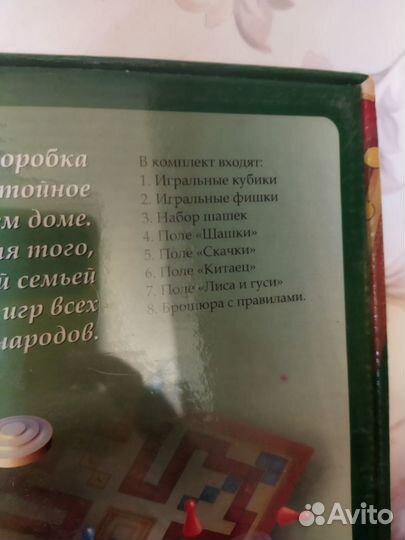 оробка
тойное
м доме.
я того,
й семьей
игр всех
народов.
В комплект входят:
1. Игральные кубики
2. Игральные фишки
3. Набор шашек
4. Поле «Шашки»
5. Поле «Скачки»
6. Поле «Китаец»
7. Поле «Лиса и гуси»
8. Брошюра с правилами.
Avito